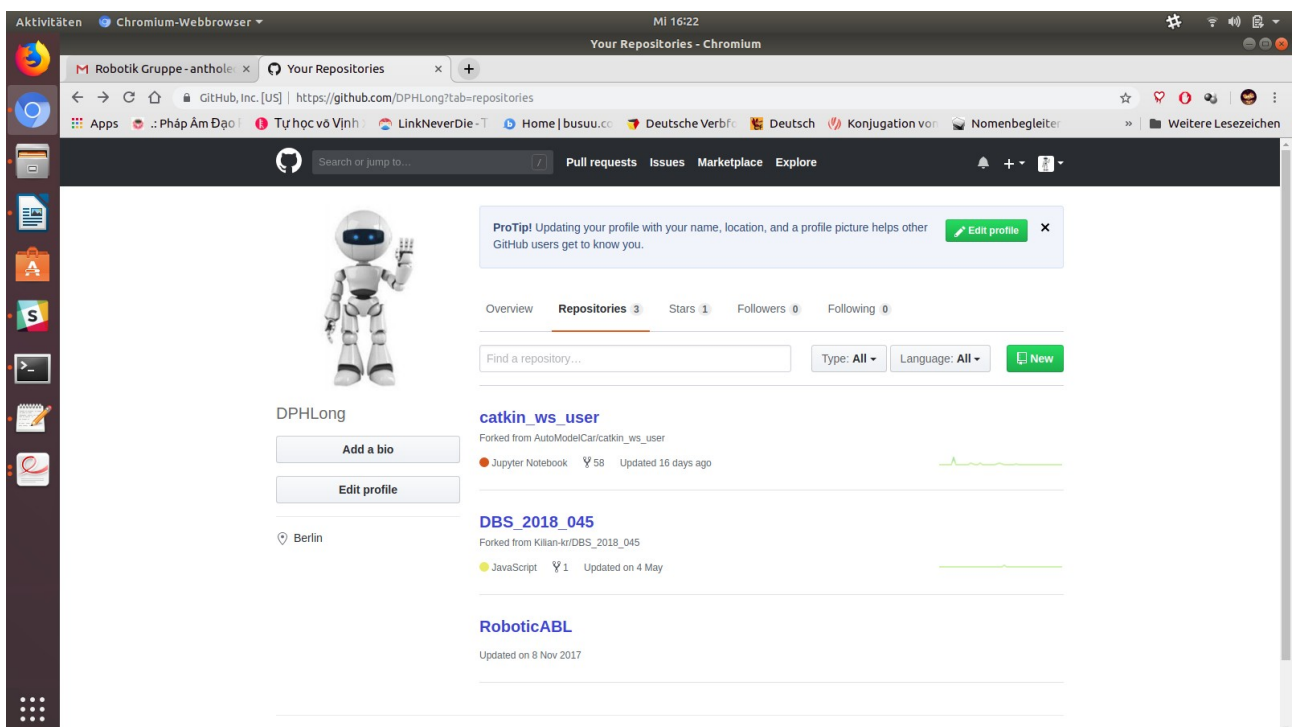 Aktivitäten Chromium-Webbrowser Mi 16:22
Your Repositories - Chromium
Robotik Gruppe - antholec Your Repositories
GitHub, Inc. [US] | https://github.com/DPHLong?tab=repositories
Apps .: Pháp Âm Đạo Tự học võ Vịnh LinkNeverDie - T Home | busuu.co Deutsche Verbfo Deutsch Konjugation von Nomenbegleiter » Weitere Lesezeichen
Search or jump to... / Pull requests Issues Marketplace Explore
ProTip! Updating your profile with your name, location, and a profile picture helps other
GitHub users get to know you.
Edit profile
Overview Repositories 3 Stars 1 Followers 0 Following 0
Find a repository… Type: All Language: All New
DPHLong
Add a bio
Edit profile
Berlin
catkin_ws_user
Forked from AutoModelCar/catkin_ws_user
Jupyter Notebook 58 Updated 16 days ago
DBS_2018_045
Forked from Kilian-kr/DBS_2018_045
JavaScript 1 Updated on 4 May
RoboticABL
Updated on 8 Nov 2017